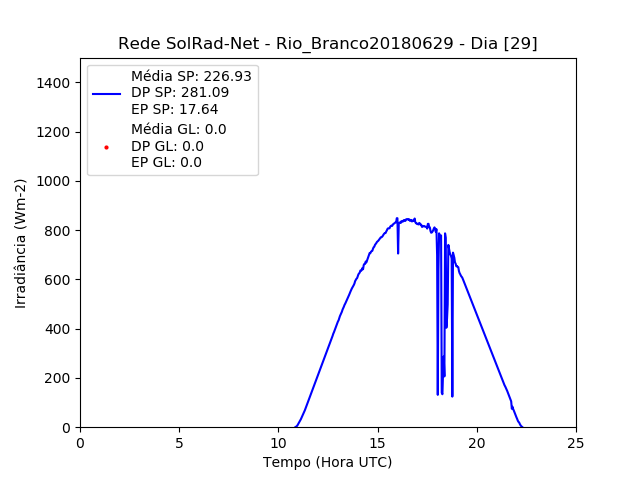 Rede SolRad-Net - Rio_Branco20180629 - Dia [29]
Média SP: 226.93
DP SP: 281.09
EP SP: 17.64
Média GL: 0.0
DP GL: 0.0
EP GL: 0.0
Irradiância (Wm-2)
1400
1200
1000
800
600
400
200
0
0 5 10 15 20 25
Tempo (Hora UTC)